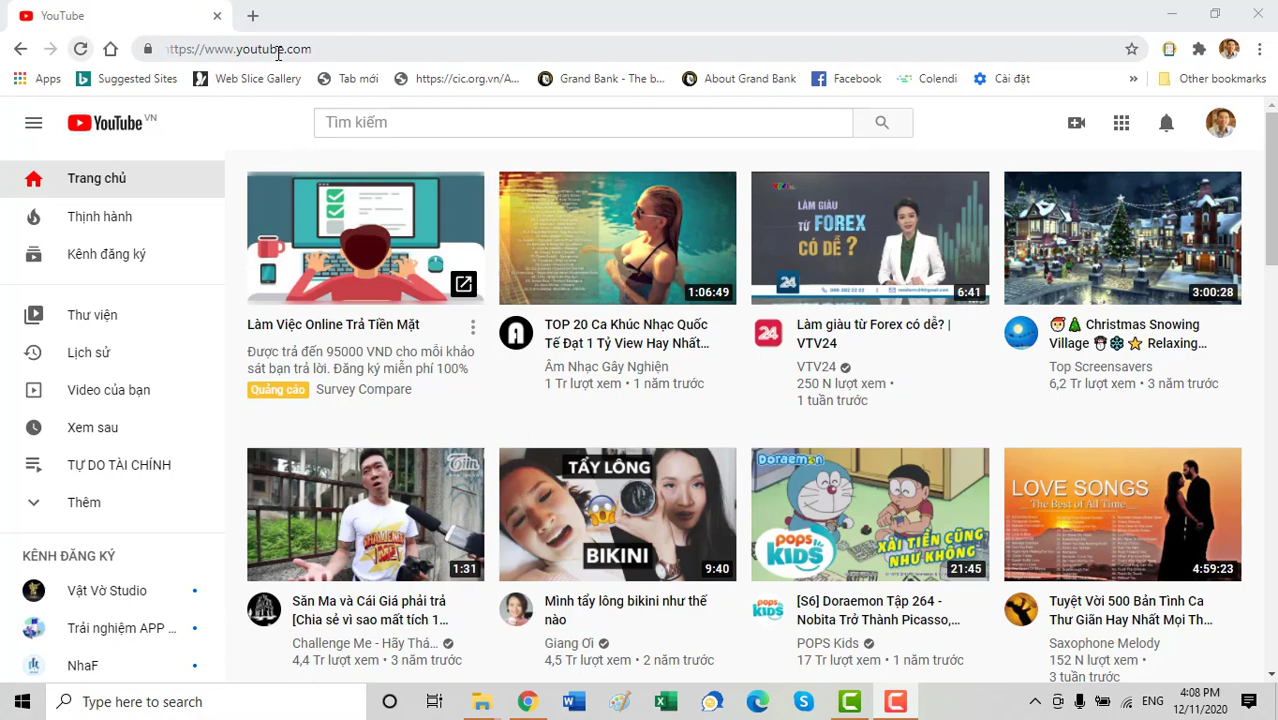 YouTube
https://www.youtube.com
Apps
Suggested Sites
Web Slice Gallery
Tab mới
https://cic.org.vn/A...
Grand Bank - The b...
About Grand Bank
Facebook
Colendi
Cài đặt
»
Other bookmarks
YouTube VN
Tìm kiếm
Trang chủ
Thịnh hành
Kênh đăng ký
Thư viện
Lịch sử
Video của bạn
Xem sau
TỰ DO TÀI CHÍNH
Thêm
KÊNH ĐĂNG KÝ
Vật Vờ Studio
Trải nghiệm APP ...
NhaF
Làm Việc Online Trả Tiền Mặt
Được trả đến 95000 VND cho mỗi khảo
sát bạn trả lời. Đăng ký miễn phí 100%
Quảng cáo Survey Compare
1:06:49
TOP 20 Ca Khúc Nhạc Quốc
Tế Đạt 1 Tỷ View Hay Nhất...
Âm Nhạc Gây Nghiện
1 Tr lượt xem • 1 năm trước
LÀM GIÀU
TỪ FOREX
CÓ DỄ ?
24
6:41
24
Làm giàu từ Forex có dễ? |
VTV24
VTV24
250 N lượt xem •
1 tuần trước
3:00:28
Christmas Snowing
Village Relaxing...
Top Screensavers
6,2 Tr lượt xem • 3 năm trước
1:31
Săn Ma và Cái Giá phải trả
[Chia sẻ vì sao mất tích 1...
Challenge Me - Hãy Thá...
4,4 Tr lượt xem • 3 năm trước
TẨY LÔNG
BIKINI
9:40
Mình tẩy lông bikini như thế
nào
Giang Ơi
4,5 Tr lượt xem • 2 năm trước
Doraemon
POPS
Kids
XÀI TIỀN CŨNG
NHƯ KHÔNG
21:45
POPS
KiDS
[S6] Doraemon Tập 264 -
Nobita Trở Thành Picasso,...
POPS Kids
17 Tr lượt xem • 1 năm trước
LOVE SONGS
The Best of All Time
4:59:23
Tuyệt Vời 500 Bản Tình Ca
Thư Giãn Hay Nhất Mọi Th...
Saxophone Melody
152 N lượt xem •
3 tuần trước
Type here to search
ENG
4:08 PM
12/11/2020